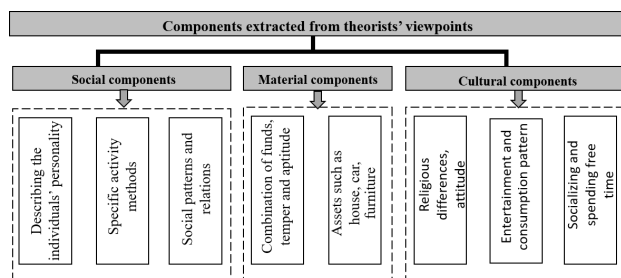 Components extracted from theorists' viewpoints
Social components
Material components
Cultural components
Describing the
individuals' personality
Specific activity
methods
Social patterns and
relations
Combination of funds,
temper and aptitude
Assets such as
house, car,
furniture
Religious
differences,
attitude
Entertainment and
consumption pattern
Socializing and
spending free
time